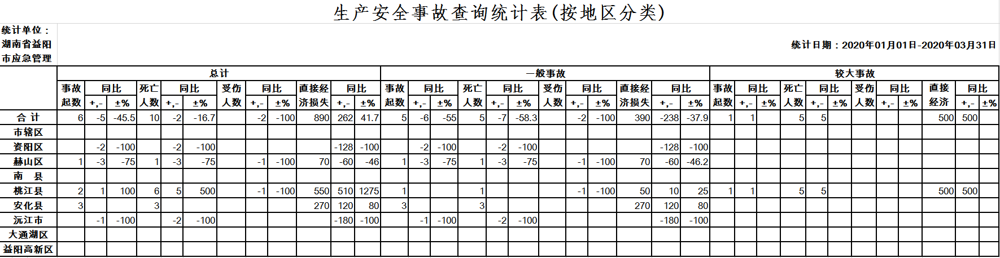 生产安全事故查询统计表(按地区分类)
统计单位：
湖南省益阳
市应急管理
统计日期：2020年01月01日-2020年03月31日
总计 一般事故 较大事故
事故起数 同比 死亡人数 同比 受伤人数 同比 直接经济损失 同比 事故起数 同比 死亡人数 同比 受伤人数 同比 直接经济损失 同比 事故起数 同比 死亡人数 同比 受伤人数 同比 直接经济 同比
+,- ±% +,- ±% +,- ±% +,- ±% +,- ±% +,- ±% +,- ±% +,- ±% +,- ±% +,- ±% +,- ±% +,- ±%
合 计 6 -5 -45.5 10 -2 -16.7 -2 -100 890 262 41.7 5 -6 -55 5 -7 -58.3 -2 -100 390 -238 -37.9 1 1 5 5 500 500
市辖区
资阳区 -2 -100 -2 -100 -128 -100 -2 -100 -2 -100 -128 -100
赫山区 1 -3 -75 1 -3 -75 -1 -100 70 -60 -46 1 -3 -75 1 -3 -75 -1 -100 70 -60 -46.2
南 县
桃江县 2 1 100 6 5 500 -1 -100 550 510 1275 1 1 -1 -100 50 10 25 1 1 5 5 500 500
安化县 3 3 270 120 80 3 3 270 120 80
沅江市 -1 -100 -2 -100 -180 -100 -1 -100 -2 -100 -180 -100
大通湖区
益阳高新区